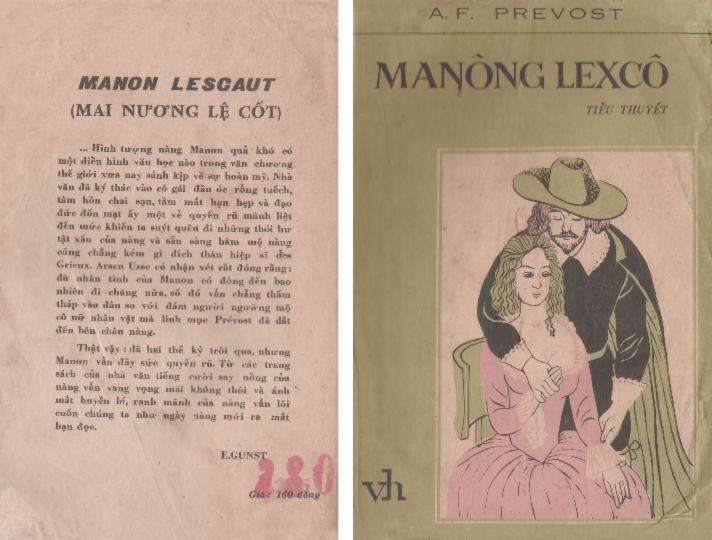 MANON LESCAUT
(MAI NƯƠNG LỆ CỐT)
... Hình tượng nàng Manon quả khó có
một điển hình văn học nào trong văn chương
thế giới xưa nay sánh kịp về sự hoàn mỹ. Nhà
văn đã ký thác vào cô gái đầu óc rỗng tuếch,
tâm hồn chai sạn, tầm mắt hạn hẹp và đạo
đức đốn mạt ấy một vẻ quyến rũ mãnh liệt
đến mức khiến ta suýt quên đi những thói hư
tật xấu của nàng và sẵn sàng hâm mộ nàng
cũng chẳng kém gì đích thân hiệp sĩ des
Grieux. Arsen Usse có nhận xét rất đúng rằng:
dù nhân tình của Manon có đông đến bao
nhiêu đi chăng nữa, số đó vẫn chẳng thấm
tháp vào đâu so với đám người ngưỡng mộ
cô nữ nhân vật mà linh mục Prévost đã dắt
đến bên chân nàng.
Thật vậy : đã hai thế kỷ trôi qua, nhưng
Manon vẫn đầy sức quyến rũ. Từ các trang
sách của nhà văn tiếng cười say nồng của
nàng vẫn vang vọng mãi không thôi và ánh
mắt huyền bí, ranh mãnh của nàng vẫn lôi
cuốn chúng ta như ngày nàng mới ra mắt
bạn đọc.
E.GUNST
280
Giá : 160 đồng
A. F. PREVOST
MANÔNG LEXCÔ
TIỂU THUYẾT
vh